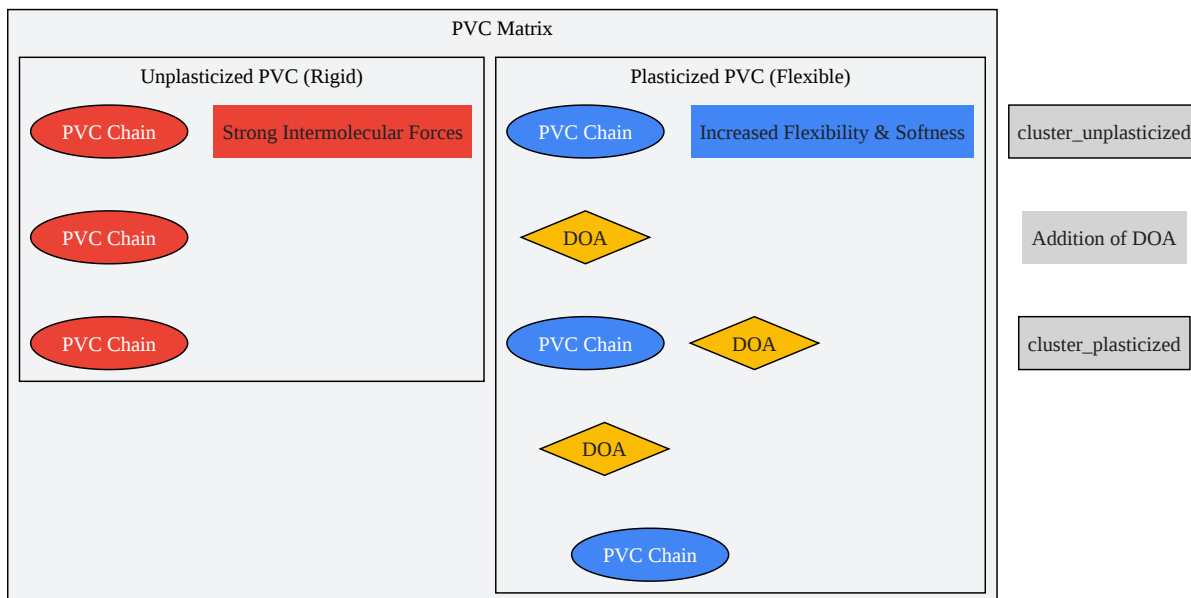 PVC Matrix
Unplasticized PVC (Rigid)
PVC Chain
Strong Intermolecular Forces
PVC Chain
PVC Chain
Plasticized PVC (Flexible)
PVC Chain
Increased Flexibility & Softness
DOA
PVC Chain
DOA
DOA
PVC Chain
cluster_unplasticized
Addition of DOA
cluster_plasticized